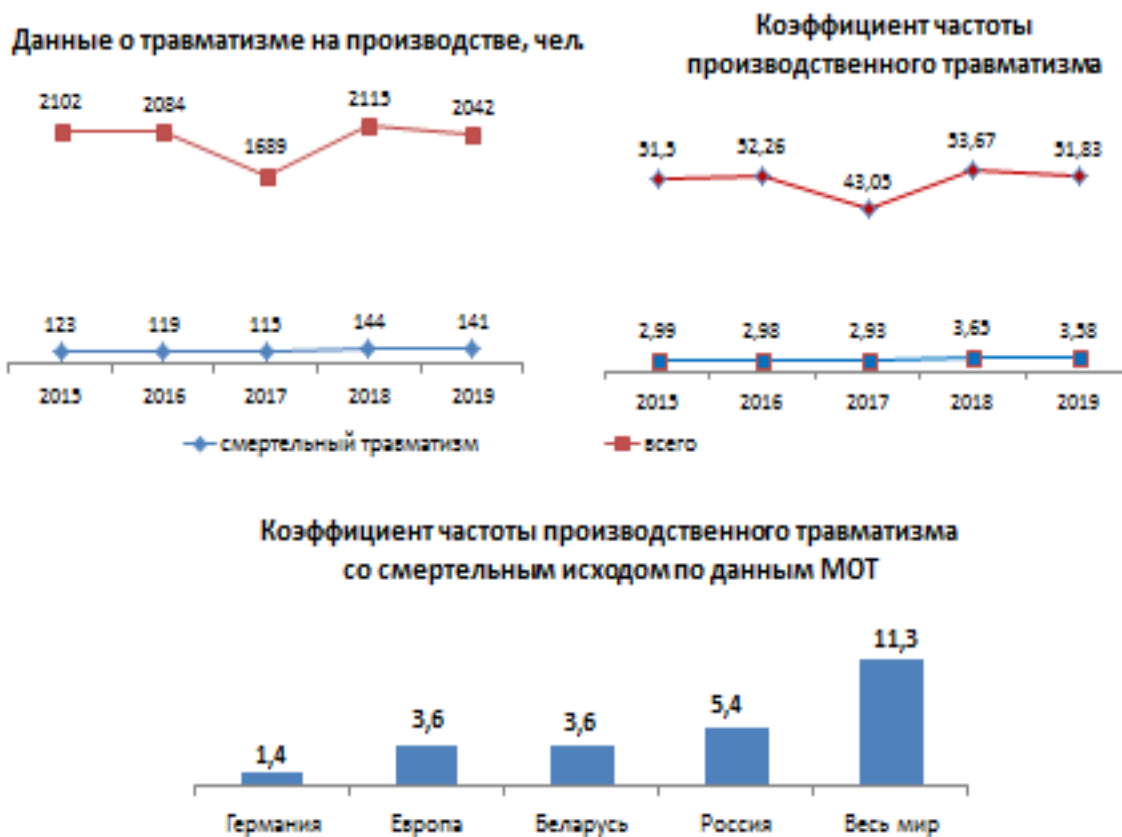 Данные о травматизме на производстве, чел.
2102
2084
1689
2115
2042
123
119
115
144
141
2015
2016
2017
2018
2019
Коэффициент частоты
производственного травматизма
51,5
52,26
43,05
53,67
51,83
2,99
2,98
2,93
3,65
3,58
2015
2016
2017
2018
2019
смертельный травматизм
всего
Коэффициент частоты производственного травматизма
со смертельным исходом по данным МОТ
1,4
3,6
3,6
5,4
11,3
Германия
Европа
Беларусь
Россия
Весь мир